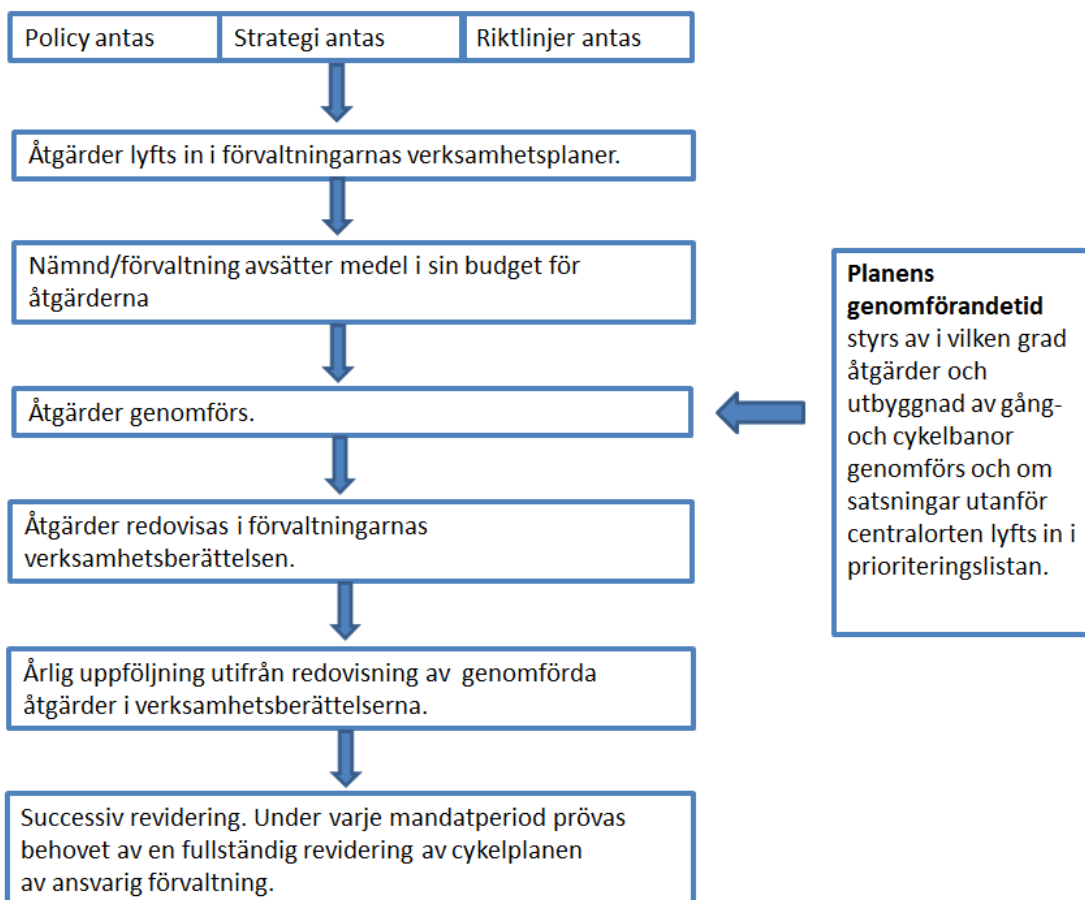 Policy antas
Strategi antas
Riktlinjer antas
Åtgärder lyfts in i förvaltningarnas verksamhetsplaner.
Nämnd/förvaltning avsätter medel i sin budget för
åtgärderna
Åtgärder genomförs.
Åtgärder redovisas i förvaltningarnas
verksamhetsberättelsen.
Årlig uppföljning utifrån redovisning av genomförda
åtgärder i verksamhetsberättelserna.
Successiv revidering. Under varje mandatperiod prövas
behovet av en fullständig revidering av cykelplanen
av ansvarig förvaltning.
Planens
genomförandetid
styrs av i vilken grad
åtgärder och
utbyggnad av gång-
och cykelbanor
genomförs och om
satsningar utanför
centralorten lyfts in i
prioriteringslistan.